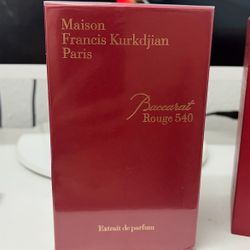 Maison
Francis Kurkdjian
Paris
Baccarat
Rouge 540
Extrait de parfum